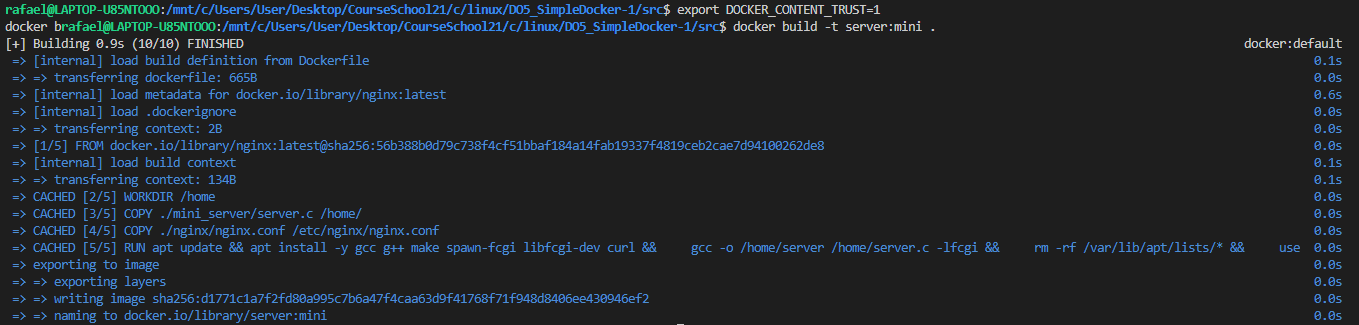 rafael@LAPTOP-U85NTOOO:/mnt/c/Users/User/Desktop/CourseSchool21/c/linux/DO5_SimpleDocker-1/src$ export DOCKER_CONTENT_TRUST=1
docker brafael@LAPTOP-U85NTOOO:/mnt/c/Users/User/Desktop/CourseSchool21/c/linux/DO5_SimpleDocker-1/src$ docker build -t server:mini .
[+] Building 0.9s (10/10) FINISHED docker:default
=> [internal] load build definition from Dockerfile 0.1s
=> => transferring dockerfile: 665B 0.0s
=> [internal] load metadata for docker.io/library/nginx:latest 0.6s
=> [internal] load .dockerignore 0.0s
=> => transferring context: 2B 0.0s
=> [1/5] FROM docker.io/library/nginx:latest@sha256:56b388b0d79c738f4cf51bbaf184a14fab19337f4819ceb2cae7d94100262de8 0.0s
=> [internal] load build context 0.1s
=> => transferring context: 134B 0.1s
=> CACHED [2/5] WORKDIR /home 0.0s
=> CACHED [3/5] COPY ./mini_server/server.c /home/ 0.0s
=> CACHED [4/5] COPY ./nginx/nginx.conf /etc/nginx/nginx.conf 0.0s
=> CACHED [5/5] RUN apt update && apt install -y gcc g++ make spawn-fcgi libfcgi-dev curl && gcc -o /home/server /home/server.c -lfcgi && rm -rf /var/lib/apt/lists/* && use 0.0s
=> exporting to image 0.0s
=> => exporting layers 0.0s
=> => writing image sha256:d1771c1a7f2fd80a995c7b6a47f4caa63d9f41768f71f948d8406ee430946ef2 0.0s
=> => naming to docker.io/library/server:mini 0.0s